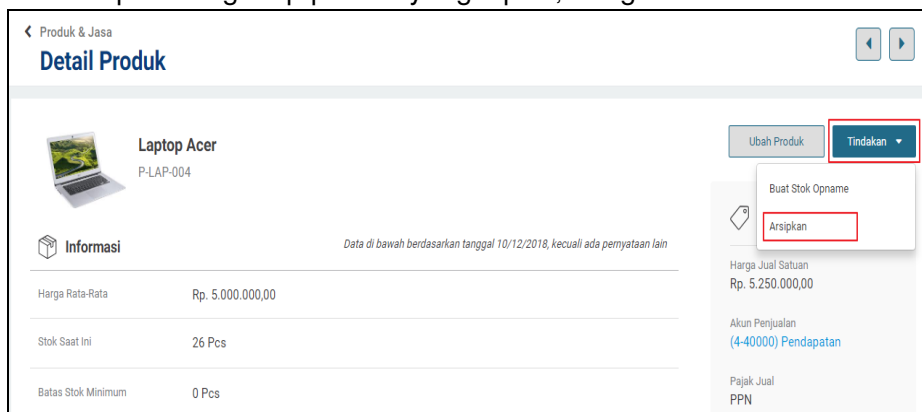 Produk & Jasa
Detail Produk
Laptop Acer
P-LAP-004
Ubah Produk
Tindakan
Buat Stok Opname
Arsipkan
Informasi
Data di bawah berdasarkan tanggal 10/12/2018, kecuali ada pernyataan lain
Harga Rata-Rata Rp. 5.000.000,00
Stok Saat Ini 26 Pcs
Batas Stok Minimum 0 Pcs
Harga Jual Satuan
Rp. 5.250.000,00
Akun Penjualan
(4-40000) Pendapatan
Pajak Jual
PPN